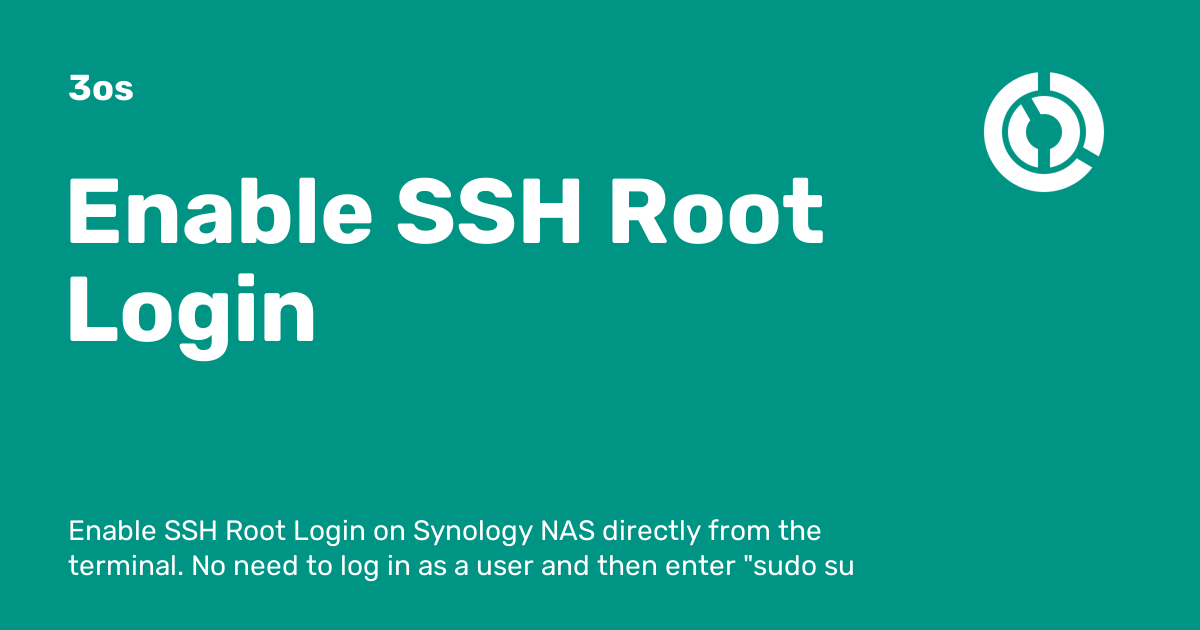 3os
Enable SSH Root
Login
Enable SSH Root Login on Synology NAS directly from the
terminal. No need to log in as a user and then enter "sudo su